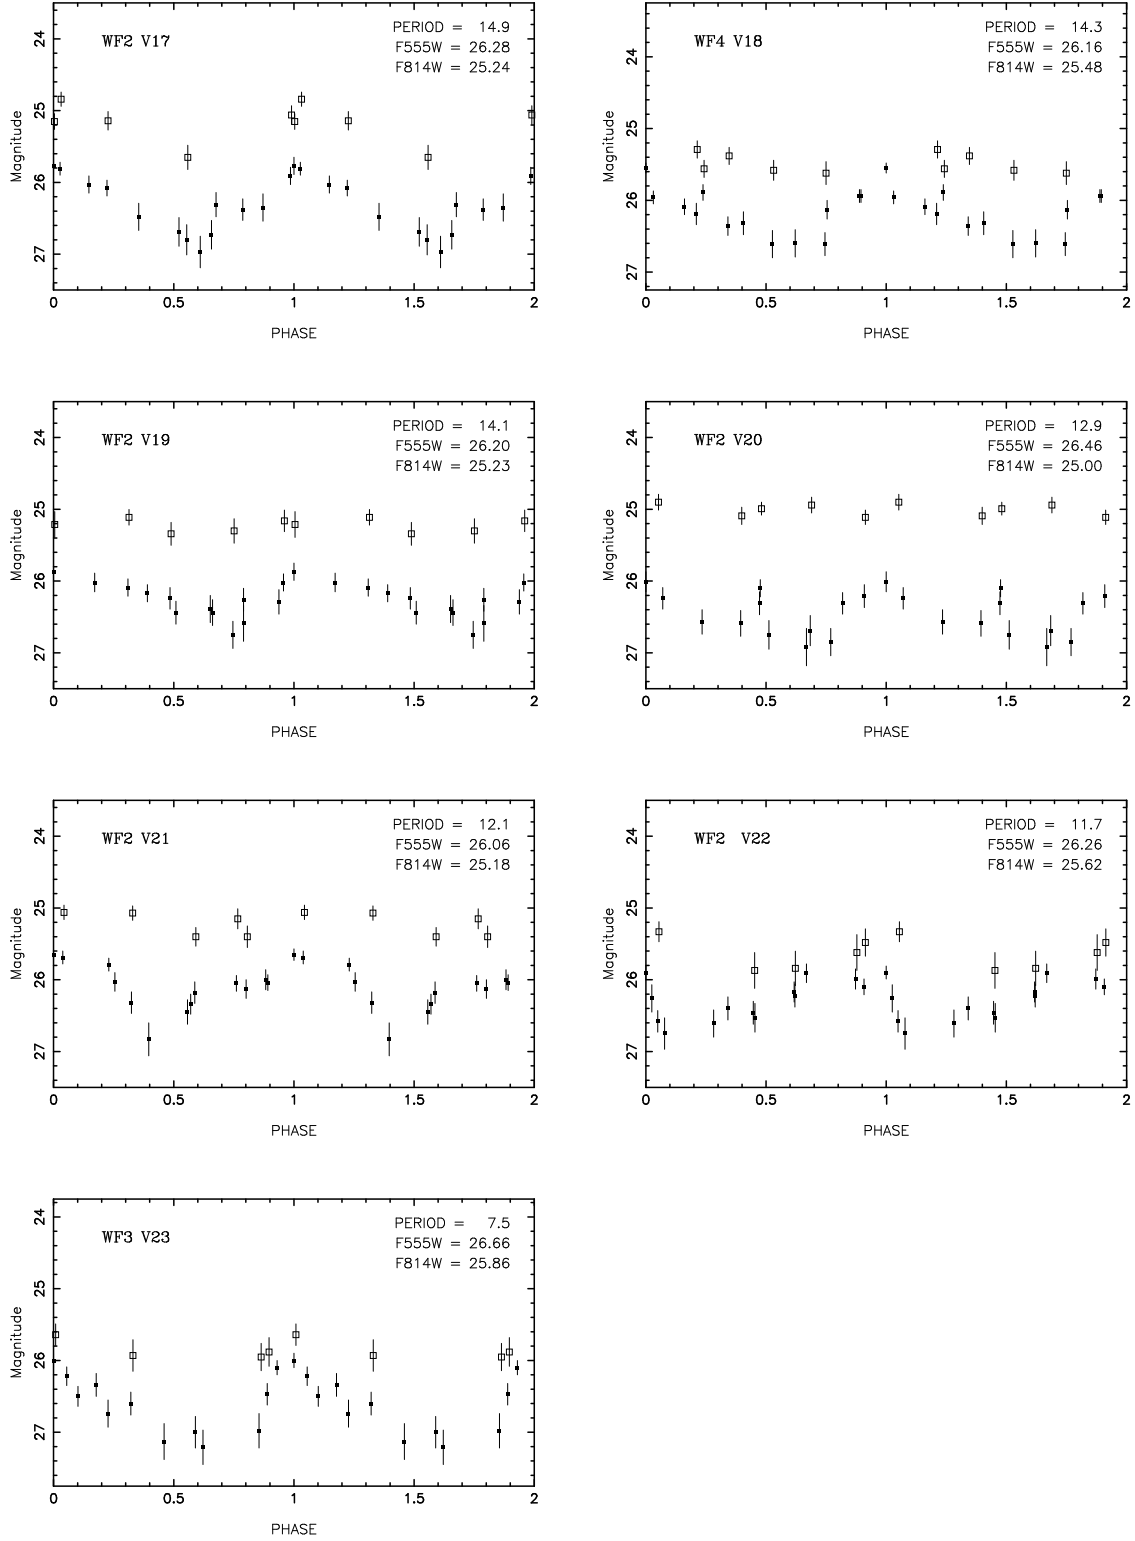 WF2 V17
PERIOD = 14.9
F555W = 26.28
F814W = 25.24
24
25
26
27
Magnitude
0 0.5 1 1.5 2
PHASE
WF4 V18
PERIOD = 14.3
F555W = 26.16
F814W = 25.48
24
25
26
27
Magnitude
0 0.5 1 1.5 2
PHASE
WF2 V19
PERIOD = 14.1
F555W = 26.20
F814W = 25.23
24
25
26
27
Magnitude
0 0.5 1 1.5 2
PHASE
WF2 V20
PERIOD = 12.9
F555W = 26.46
F814W = 25.00
24
25
26
27
Magnitude
0 0.5 1 1.5 2
PHASE
WF2 V21
PERIOD = 12.1
F555W = 26.06
F814W = 25.18
24
25
26
27
Magnitude
0 0.5 1 1.5 2
PHASE
WF2 V22
PERIOD = 11.7
F555W = 26.26
F814W = 25.62
24
25
26
27
Magnitude
0 0.5 1 1.5 2
PHASE
WF3 V23
PERIOD = 7.5
F555W = 26.66
F814W = 25.86
24
25
26
27
Magnitude
0 0.5 1 1.5 2
PHASE